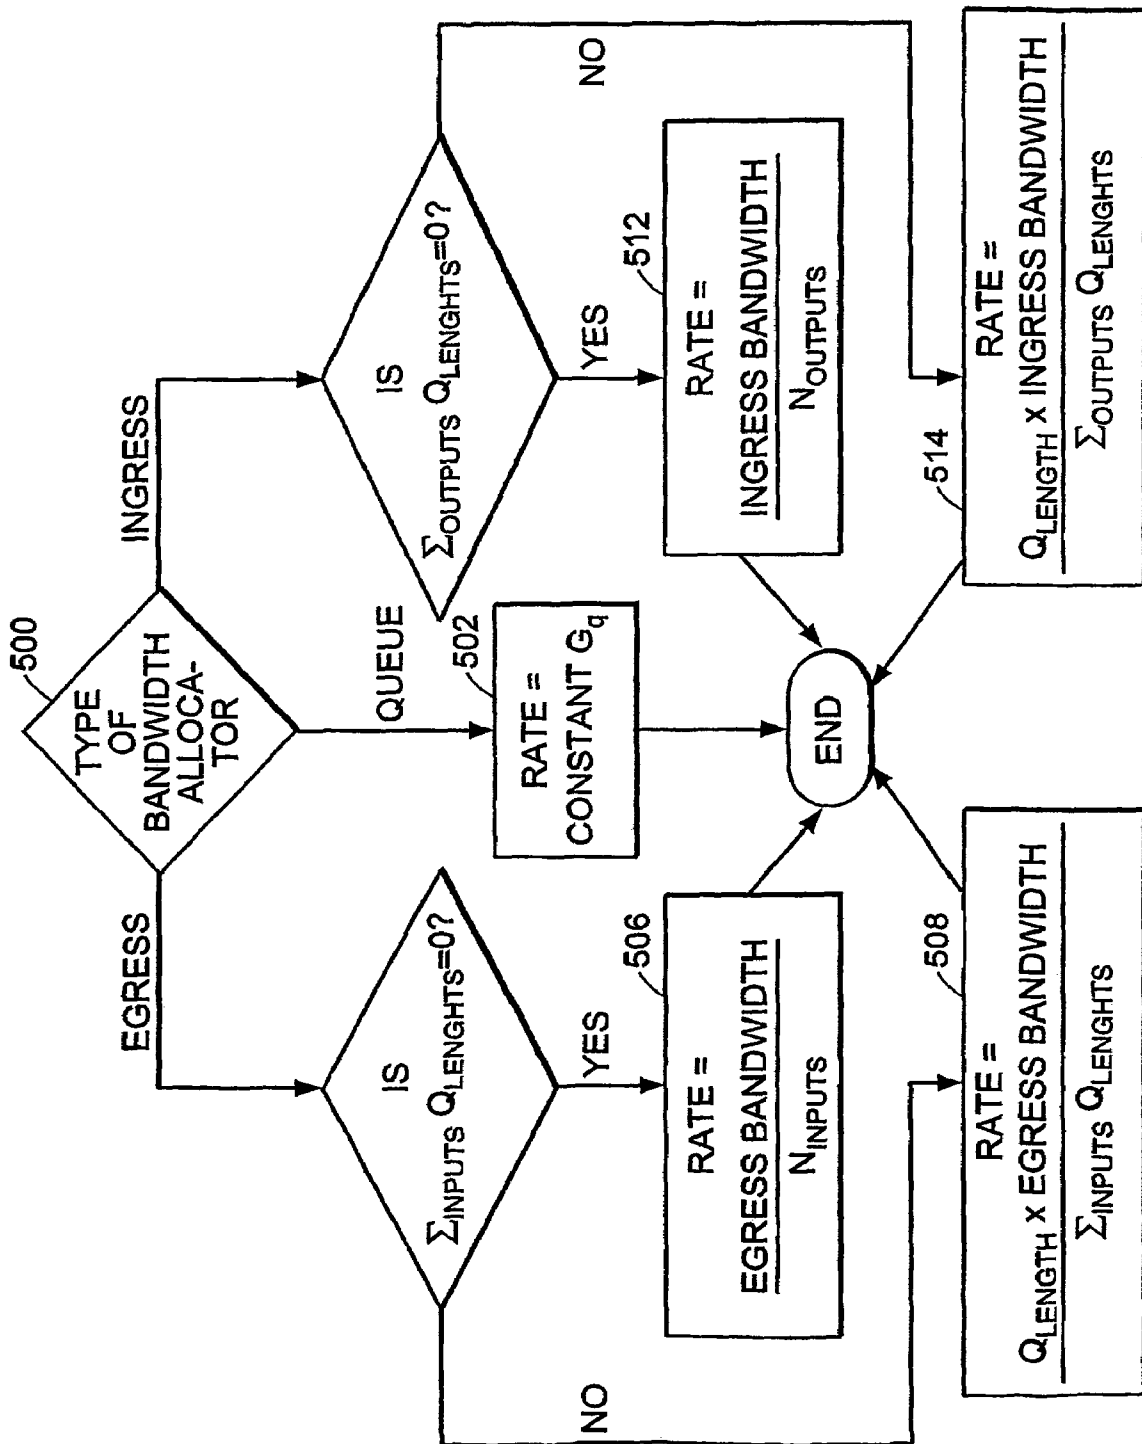 500
TYPE
OF
BANDWIDTH
ALLOCA-
TOR
EGRESS
QUEUE
INGRESS
IS
ΣINPUTS QLENGHTS=0?
502
RATE =
CONSTANT Gq
IS
ΣOUTPUTS QLENGHTS=0?
NO
YES
YES
NO
506
RATE =
EGRESS BANDWIDTH
NINPUTS
END
512
RATE =
INGRESS BANDWIDTH
NOUTPUTS
508
RATE =
QLENGTH X EGRESS BANDWIDTH
ΣINPUTS QLENGHTS
514
RATE =
QLENGTH X INGRESS BANDWIDTH
ΣOUTPUTS QLENGHTS